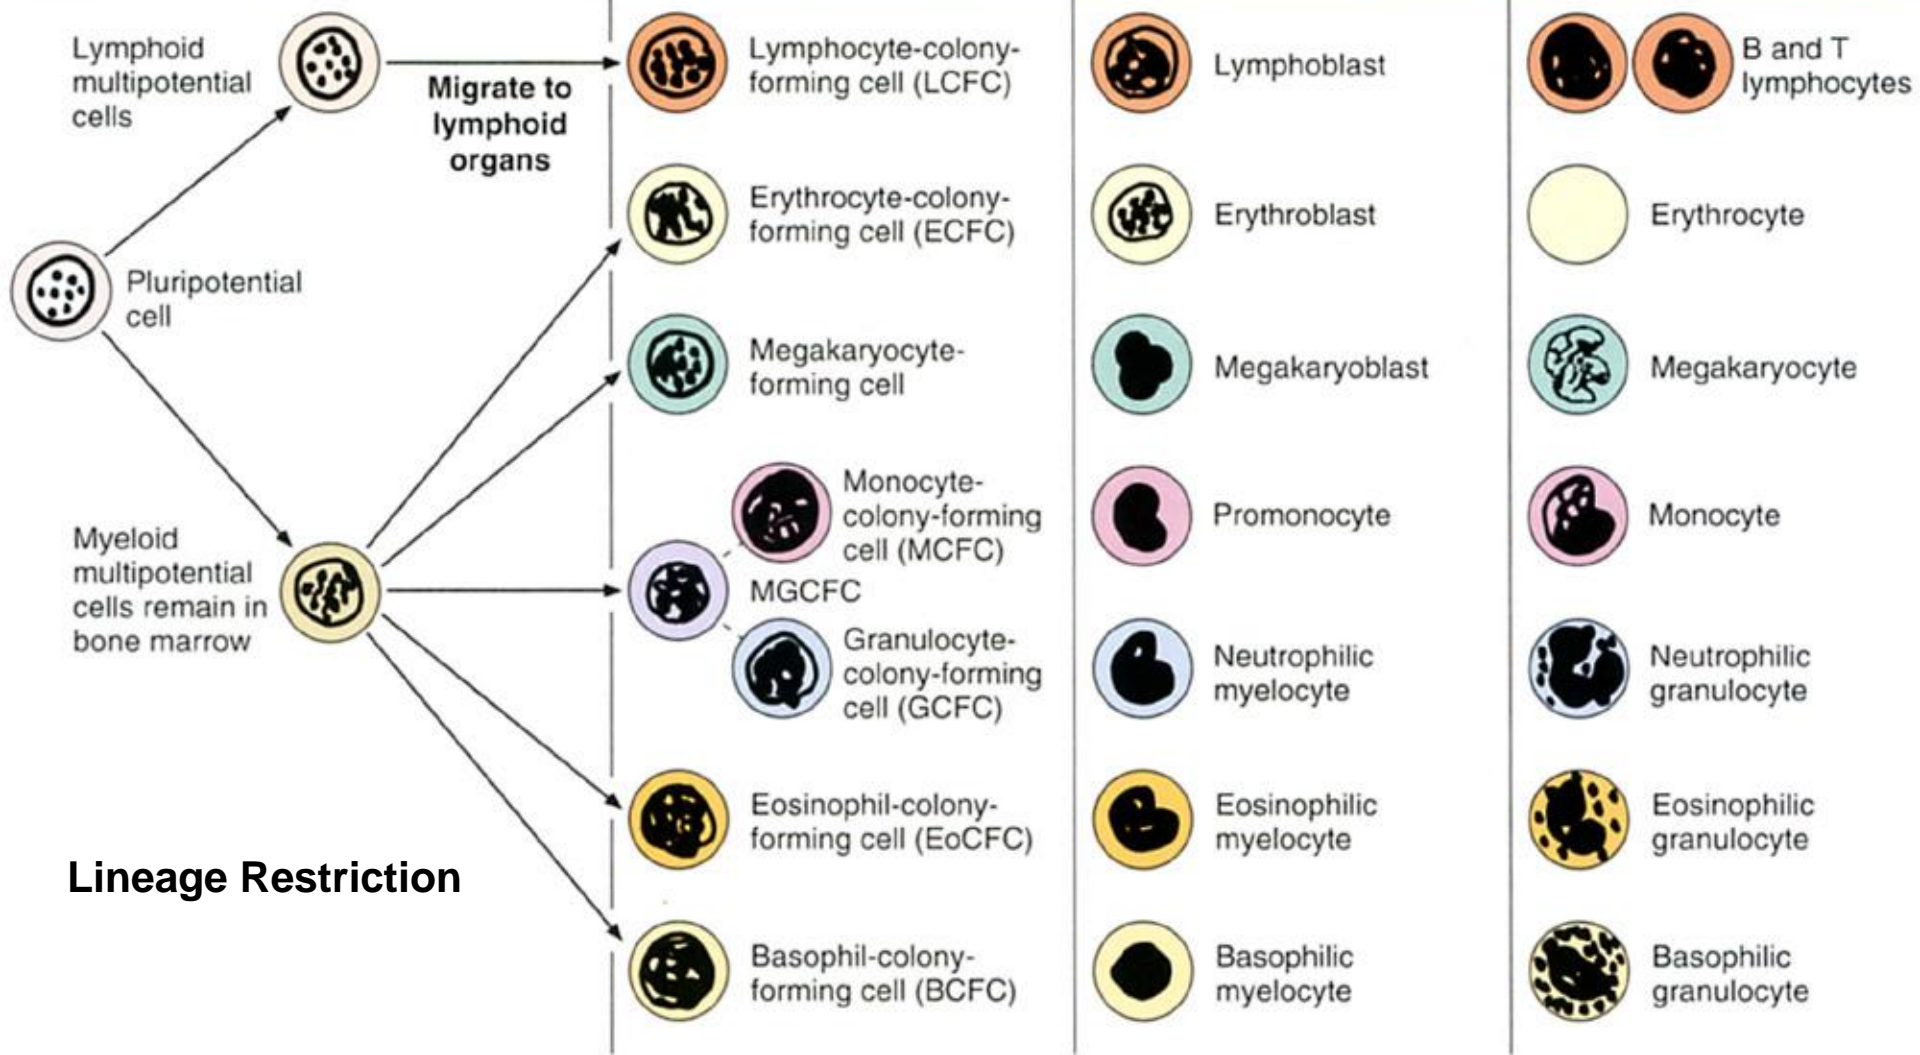 Lymphoid
multipotential
cells
Migrate to
lymphoid
organs
Pluripotential
cell
Myeloid
multipotential
cells remain in
bone marrow
Lineage Restriction
Lymphocyte-colony-
forming cell (LCFC)
Erythrocyte-colony-
forming cell (ECFC)
Megakaryocyte-
forming cell
Monocyte-
colony-forming
cell (MCFC)
MGCFC
Granulocyte-
colony-forming
cell (GCFC)
Eosinophil-colony-
forming cell (EoCFC)
Basophil-colony-
forming cell (BCFC)
Lymphoblast
Erythroblast
Megakaryoblast
Promonocyte
Neutrophilic
myelocyte
Eosinophilic
myelocyte
Basophilic
myelocyte
B and T
lymphocytes
Erythrocyte
Megakaryocyte
Monocyte
Neutrophilic
granulocyte
Eosinophilic
granulocyte
Basophilic
granulocyte